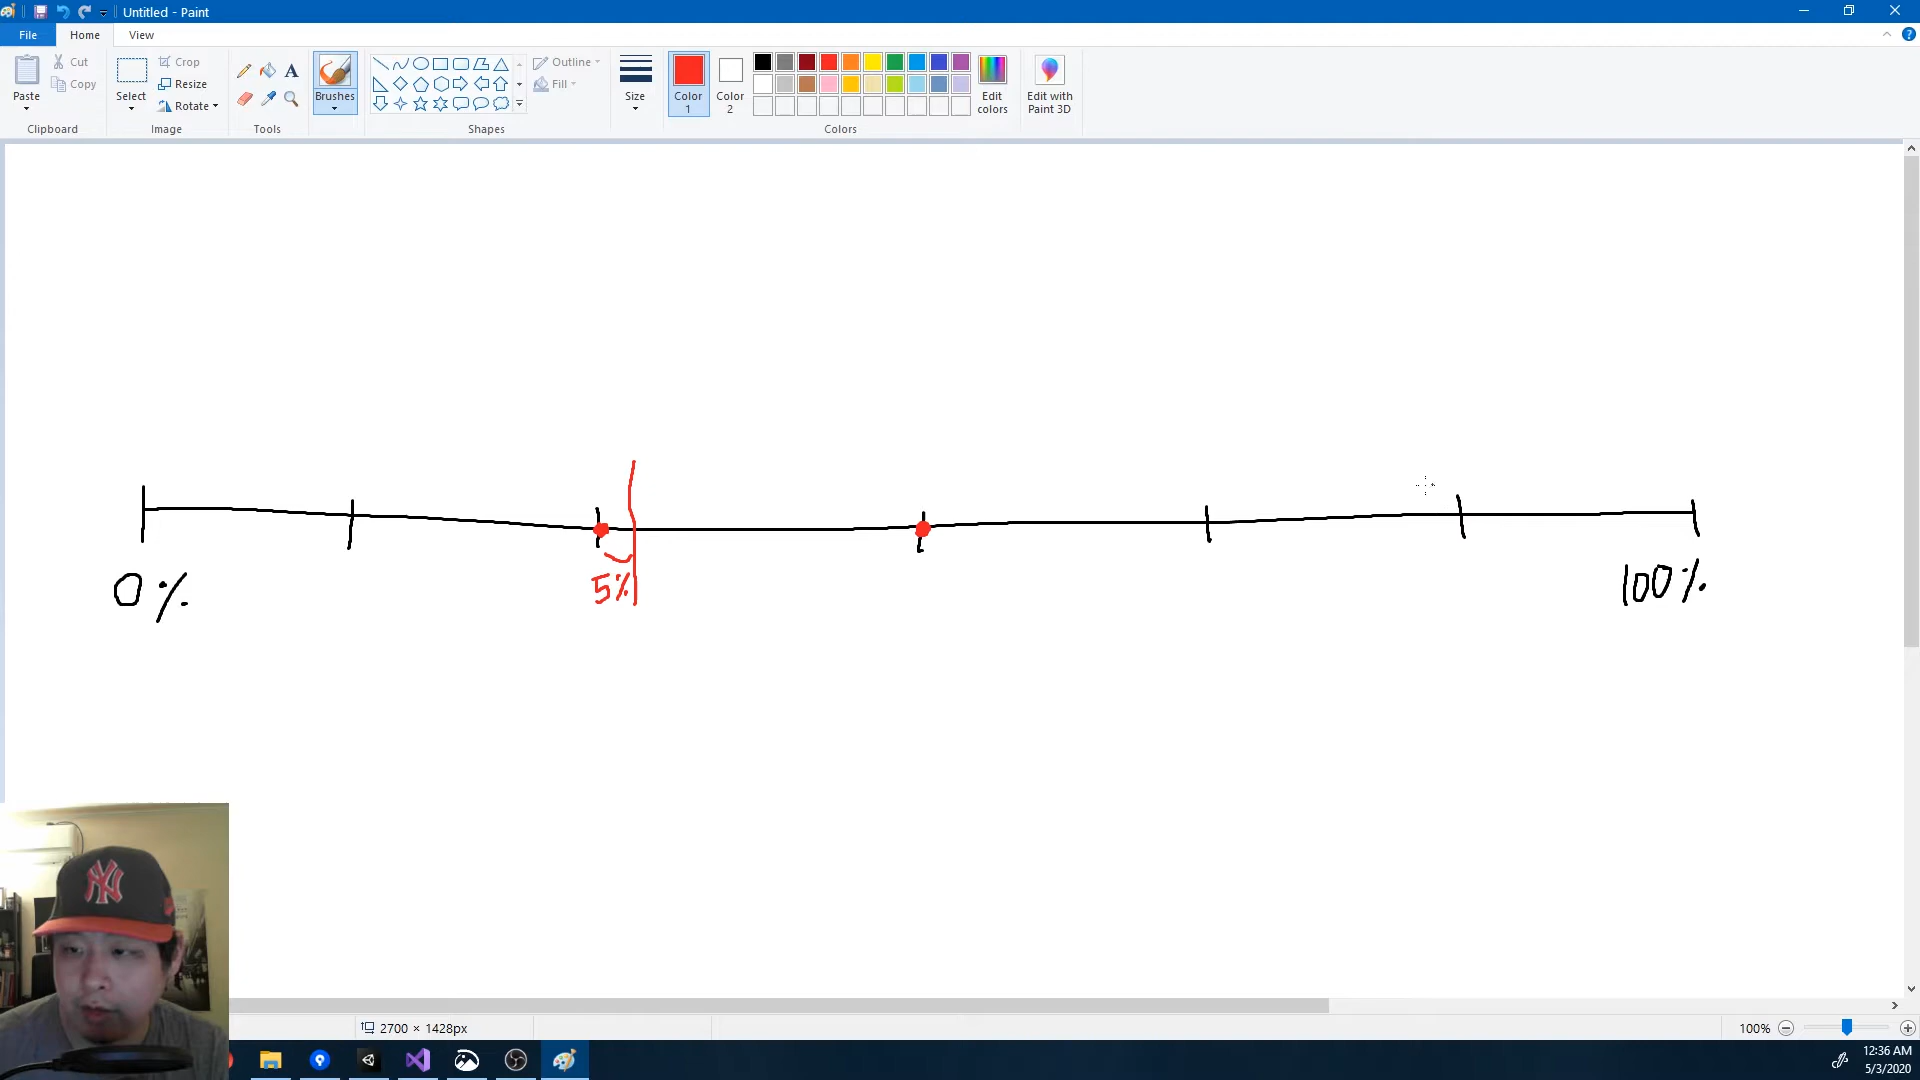 Untitled - Paint
File Home View
Paste
Cut
Copy
Clipboard
Select
Crop
Resize
Rotate
Image
A
Tools
Brushes
Outline
Fill
Shapes
Size
Color 1
Color 2
Edit colors
Colors
Edit with Paint 3D
5%
0%
100%
NY
2700 × 1428px
100%
12:36 AM
5/3/2020